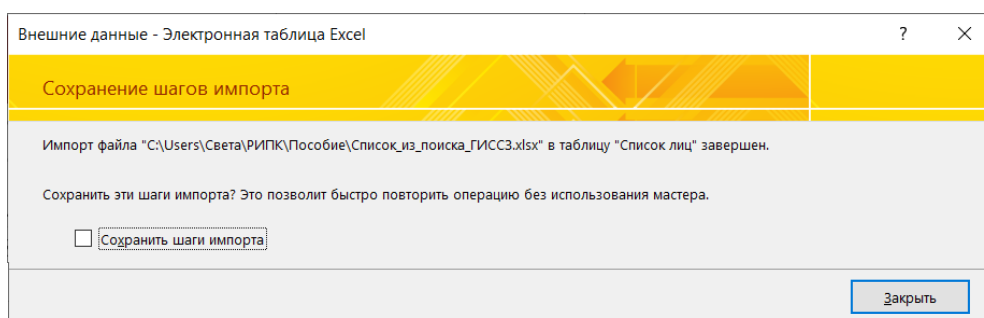 Внешние данные - Электронная таблица Excel ?
Сохранение шагов импорта
Импорт файла "C:\Users\Света\РИПК\Пособие\Список_из_поиска_ГИССЗ.xlsx" в таблицу "Список лиц" завершен.
Сохранить эти шаги импорта? Это позволит быстро повторить операцию без использования мастера.
Сохранить шаги импорта
Закрыть